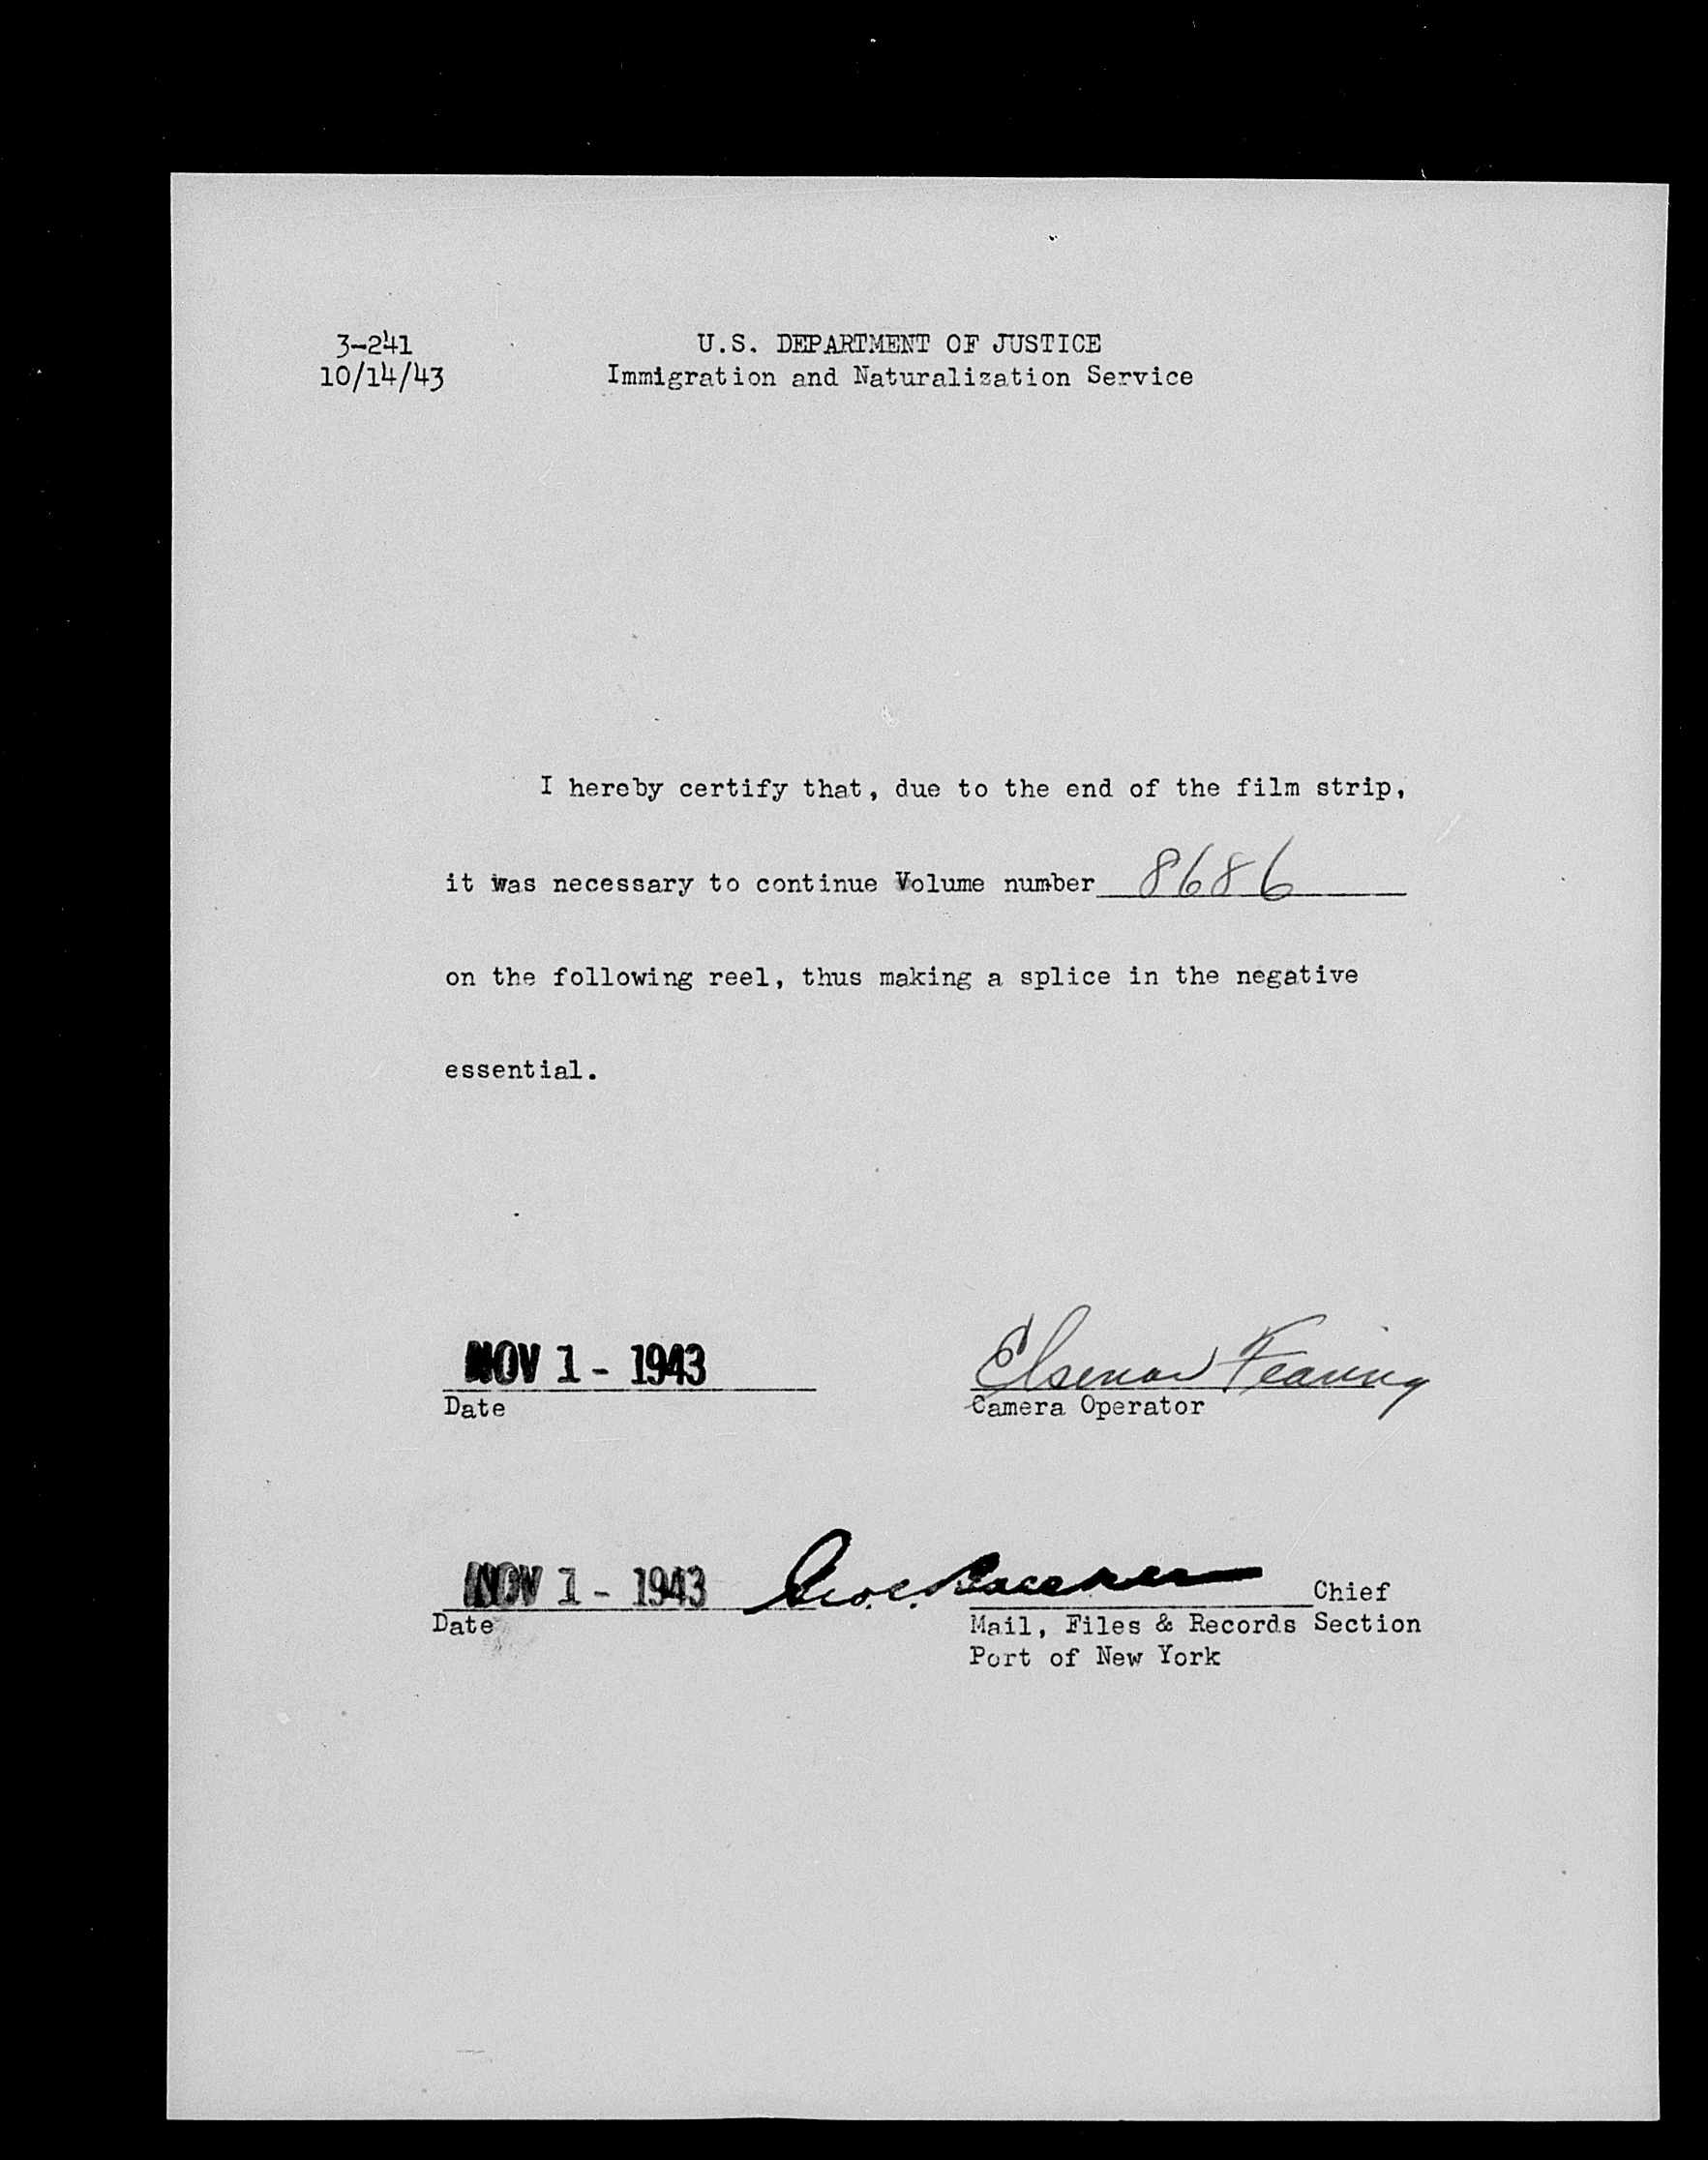 3-241
10/14/43
U.S. DEPARTMENT OF JUSTICE
Immigration and Naturalization Service
I hereby certify that, due to the end of the film strip,
it was necessary to continue Volume number 8686
on the following reel, thus making a splice in the negative
essential.
NOV 1 - 1943
Date
Elsenor Fearing
Camera Operator
NOV 1 - 1943
Date
Geo. C.
Chief
Mail, Files & Records Section
Port of New York